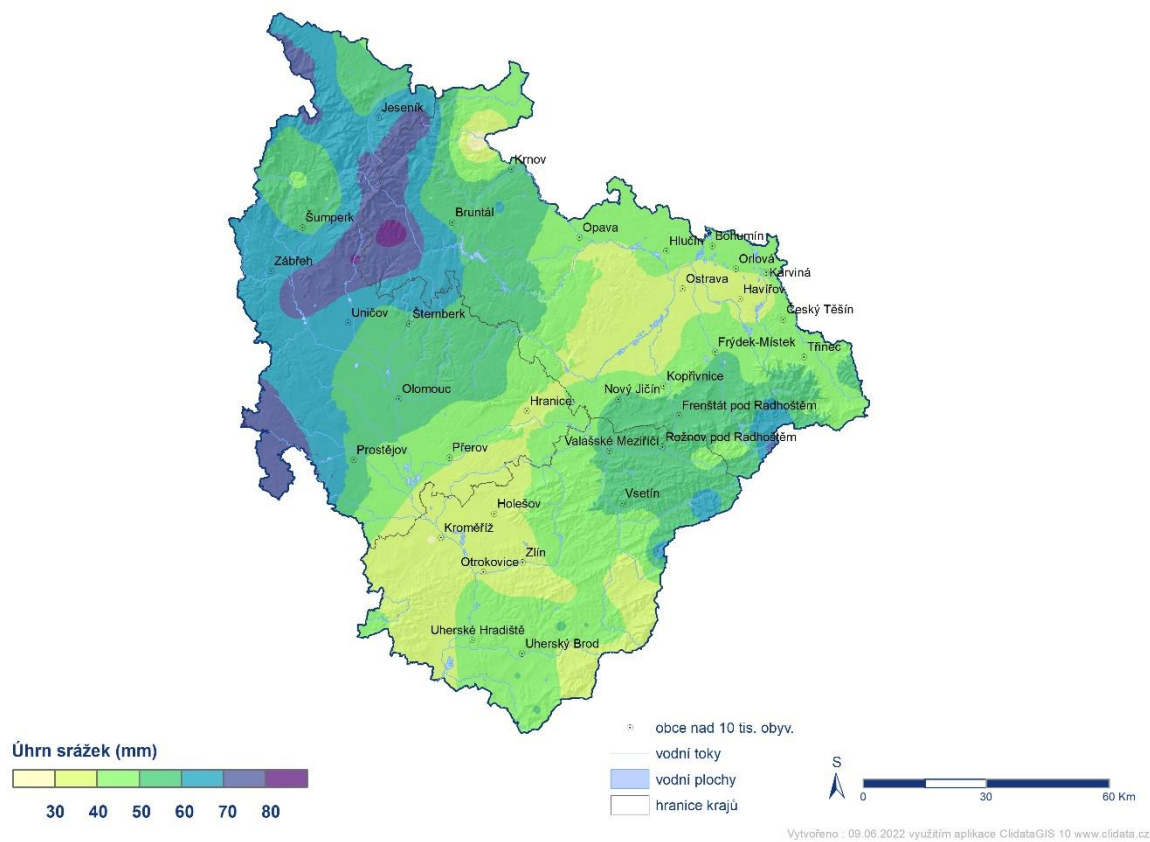 Jeseník
Krnov
Šumperk
Bruntál
Opava
Hlučín
Bohumín
Zábřeh
Orlová
Karviná
Ostrava
Havířov
Uničov
Šternberk
Český Těšín
Frýdek-Místek
Třinec
Olomouc
Nový Jičín
Kopřivnice
Hranice
Frenštát pod Radhoštěm
Prostějov
Přerov
Valašské Meziříčí
Rožnov pod Radhoštěm
Vsetín
Holešov
Kroměříž
Zlín
Otrokovice
Uherské Hradiště
Uherský Brod
Úhrn srážek (mm)
30 40 50 60 70 80
obce nad 10 tis. obyv.
vodní toky
vodní plochy
hranice krajů
S
0 30 60 Km
Vytvořeno : 09.06.2022 využitím aplikace ClidataGIS 10 www.clidata.cz